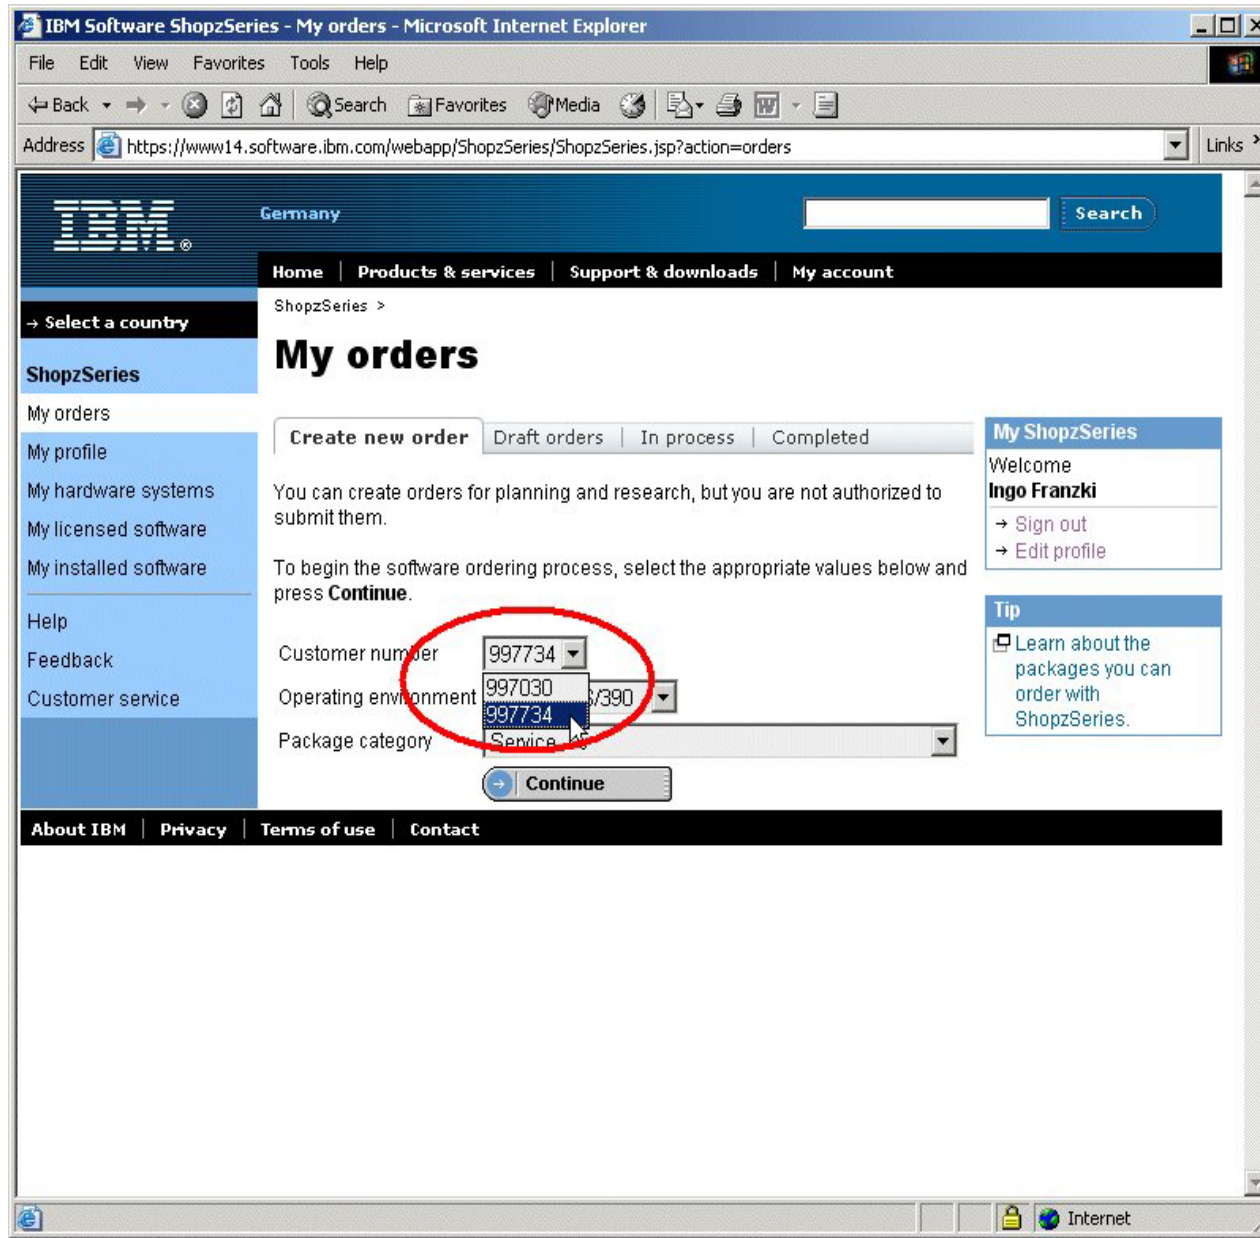 IBM Software ShopzSeries - My orders - Microsoft Internet Explorer
File Edit View Favorites Tools Help
Back Search Favorites Media
Address https://www14.software.ibm.com/webapp/ShopzSeries/ShopzSeries.jsp?action=orders Links
IBM ®
Germany
Search
Home | Products & services | Support & downloads | My account
→ Select a country
ShopzSeries
My orders
My profile
My hardware systems
My licensed software
My installed software
Help
Feedback
Customer service
ShopzSeries >
My orders
Create new order Draft orders | In process | Completed
You can create orders for planning and research, but you are not authorized to
submit them.
To begin the software ordering process, select the appropriate values below and
press Continue.
Customer number 997734
997030
997734
Operating environment /390
Package category Service
Continue
My ShopzSeries
Welcome
Ingo Franzki
→ Sign out
→ Edit profile
Tip
Learn about the
packages you can
order with
ShopzSeries.
About IBM | Privacy | Terms of use | Contact
Internet